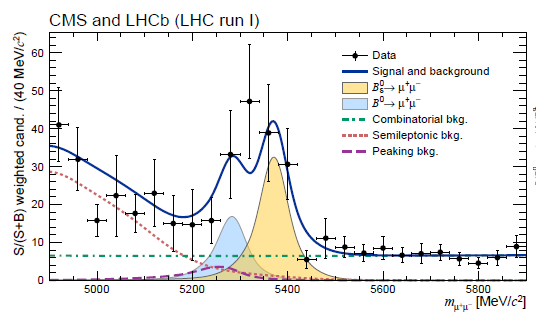 CMS and LHCb (LHC run I)
S/(S+B) weighted cand. / (40 MeV/c²)
60
50
40
30
20
10
0
Data
Signal and background
B⁰ₛ→ μ⁺μ⁻
B⁰→ μ⁺μ⁻
Combinatorial bkg.
Semileptonic bkg.
Peaking bkg.
5000 5200 5400 5600 5800
m_μ⁺μ⁻ [MeV/c²]